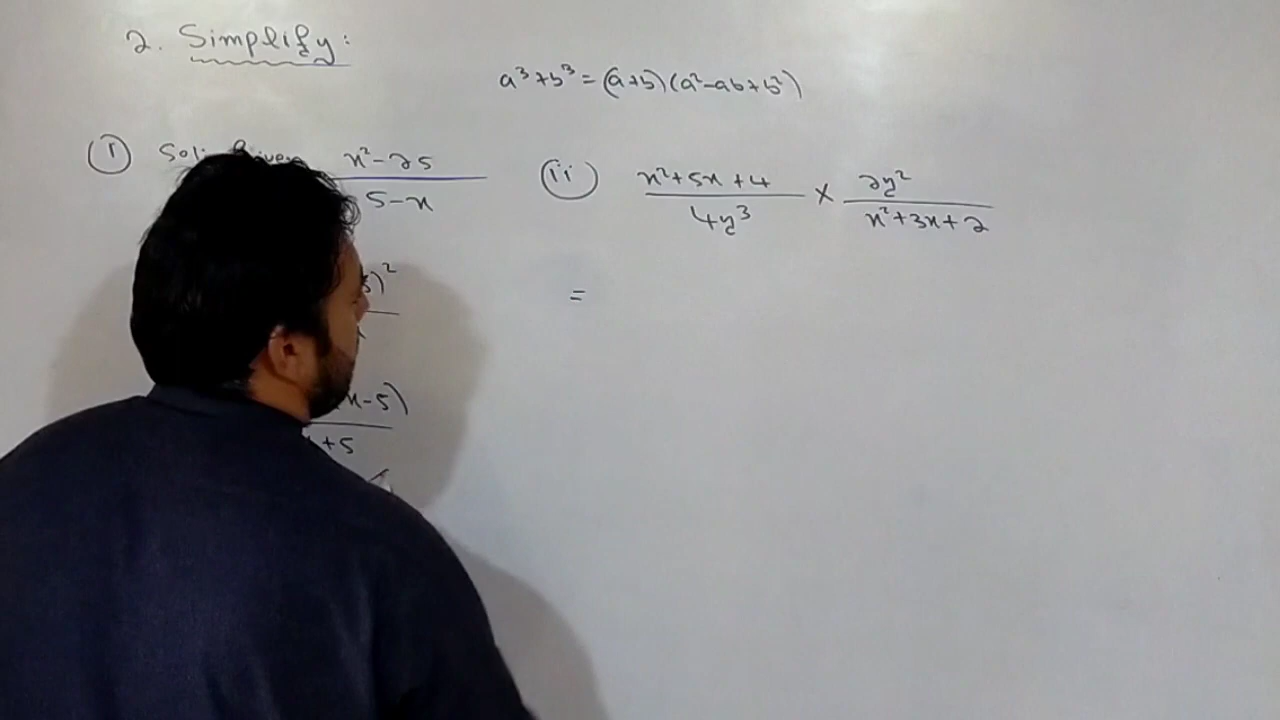 2. Simplify:
a³+b³=(a+b)(a²-ab+b²)
i Sol: Given x²-25
5-x
ii x²+5x+4 × 2y²
4y³ x²+3x+2
5)²
=
x-5)
+5